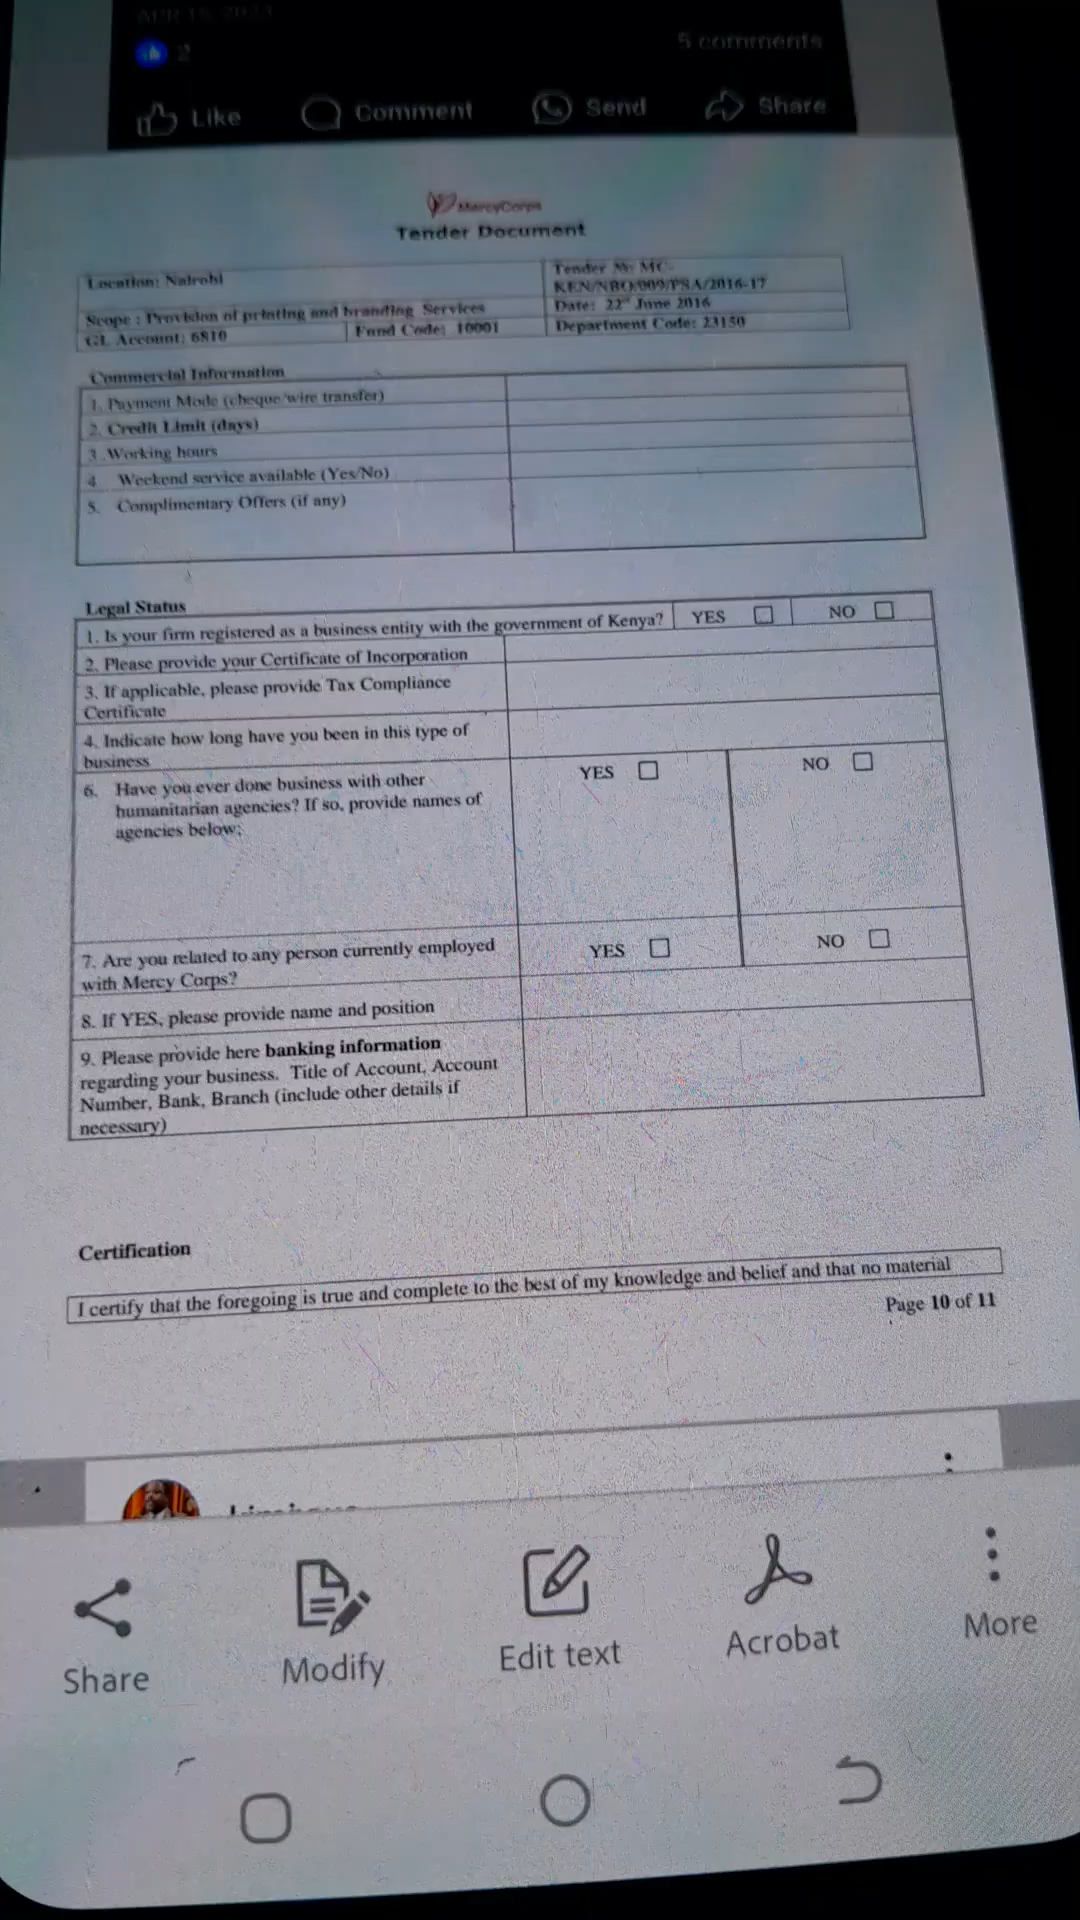 APR 15, 2023
2
5 comments
Like
Comment
Send
Share
MercyCorps
Tender Document
Location: Nairobi
Tender No: MC-
KEN/NBO/009/PSA/2016-17
Scope : Provision of printing and branding Services
Date: 22nd June 2016
GL Account: 6810
Fund Code: 10001
Department Code: 23150
Commercial Information
1. Payment Mode (cheque/wire transfer)
2. Credit Limit (days)
3. Working hours
4. Weekend service available (Yes/No)
5. Complimentary Offers (if any)
Legal Status
1. Is your firm registered as a business entity with the government of Kenya? YES NO
2. Please provide your Certificate of Incorporation
3. If applicable, please provide Tax Compliance
Certificate
4. Indicate how long have you been in this type of
business
6. Have you ever done business with other
humanitarian agencies? If so, provide names of
agencies below:
YES NO
7. Are you related to any person currently employed
with Mercy Corps?
YES NO
8. If YES, please provide name and position
9. Please provide here banking information
regarding your business. Title of Account, Account
Number, Bank, Branch (include other details if
necessary)
Certification
I certify that the foregoing is true and complete to the best of my knowledge and belief and that no material
Page 10 of 11
Share
Modify
Edit text
Acrobat
More